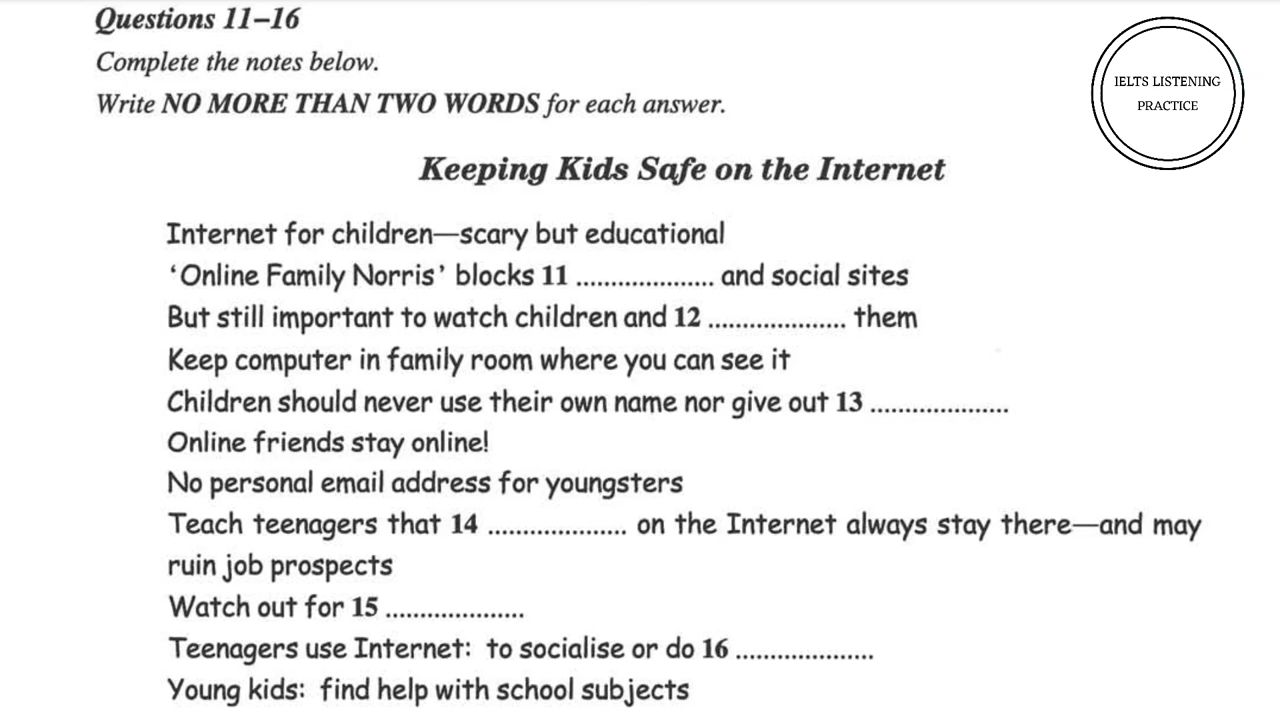 Questions 11–16
Complete the notes below.
Write NO MORE THAN TWO WORDS for each answer.
IELTS LISTENING
PRACTICE
Keeping Kids Safe on the Internet
Internet for children—scary but educational
‘Online Family Norris’ blocks 11 .................... and social sites
But still important to watch children and 12 .................... them
Keep computer in family room where you can see it
Children should never use their own name nor give out 13 ....................
Online friends stay online!
No personal email address for youngsters
Teach teenagers that 14 .................... on the Internet always stay there—and may
ruin job prospects
Watch out for 15 ....................
Teenagers use Internet: to socialise or do 16 ....................
Young kids: find help with school subjects